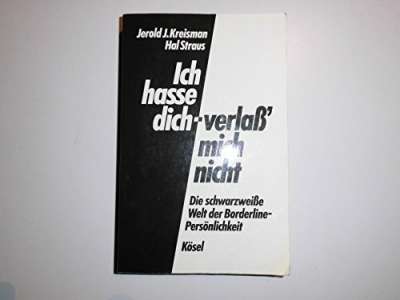 Jerold J. Kreisman
Hal Straus
Ich
hasse
dich-verlaß'
mich
nicht
Die schwarzweiße
Welt der Borderline-
Persönlichkeit
Kösel